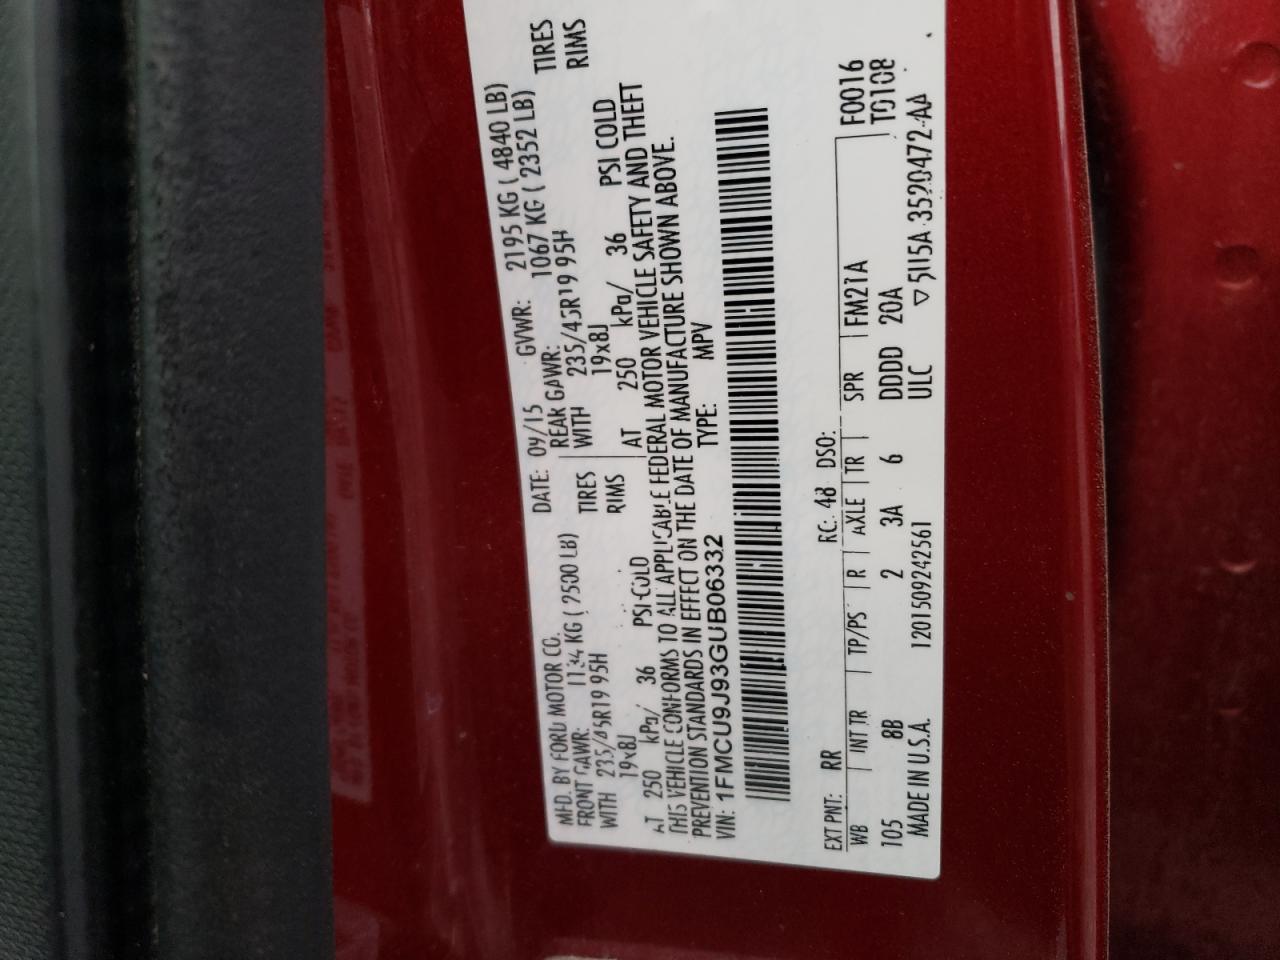 MFD. BY FORD MOTOR CO. DATE: 09/15 GVWR: 2195 KG ( 4840 LB)
FRONT GAWR: 1134 KG ( 2500 LB) REAR GAWR: 1067 KG ( 2352 LB)
WITH 235/45R19 95H TIRES WITH 235/45R19 95H TIRES
19x8J RIMS 19x8J RIMS
AT 250 kPa/ 36 PSI COLD AT 250 kPa/ 36 PSI COLD
THIS VEHICLE CONFORMS TO ALL APPLICABLE FEDERAL MOTOR VEHICLE SAFETY AND THEFT
PREVENTION STANDARDS IN EFFECT ON THE DATE OF MANUFACTURE SHOWN ABOVE.
VIN: 1FMCU9J93GUB06332 TYPE: MPV
EXT PNT: RR RC: 48 DSO: F0016
WB INT TR TP/PS R AXLE TR SPR FM21A T0108
105 8B 2 3A 6 DDDD 20A
MADE IN U.S.A. 120150924256I ULC ▽5U5A-3520472-AA